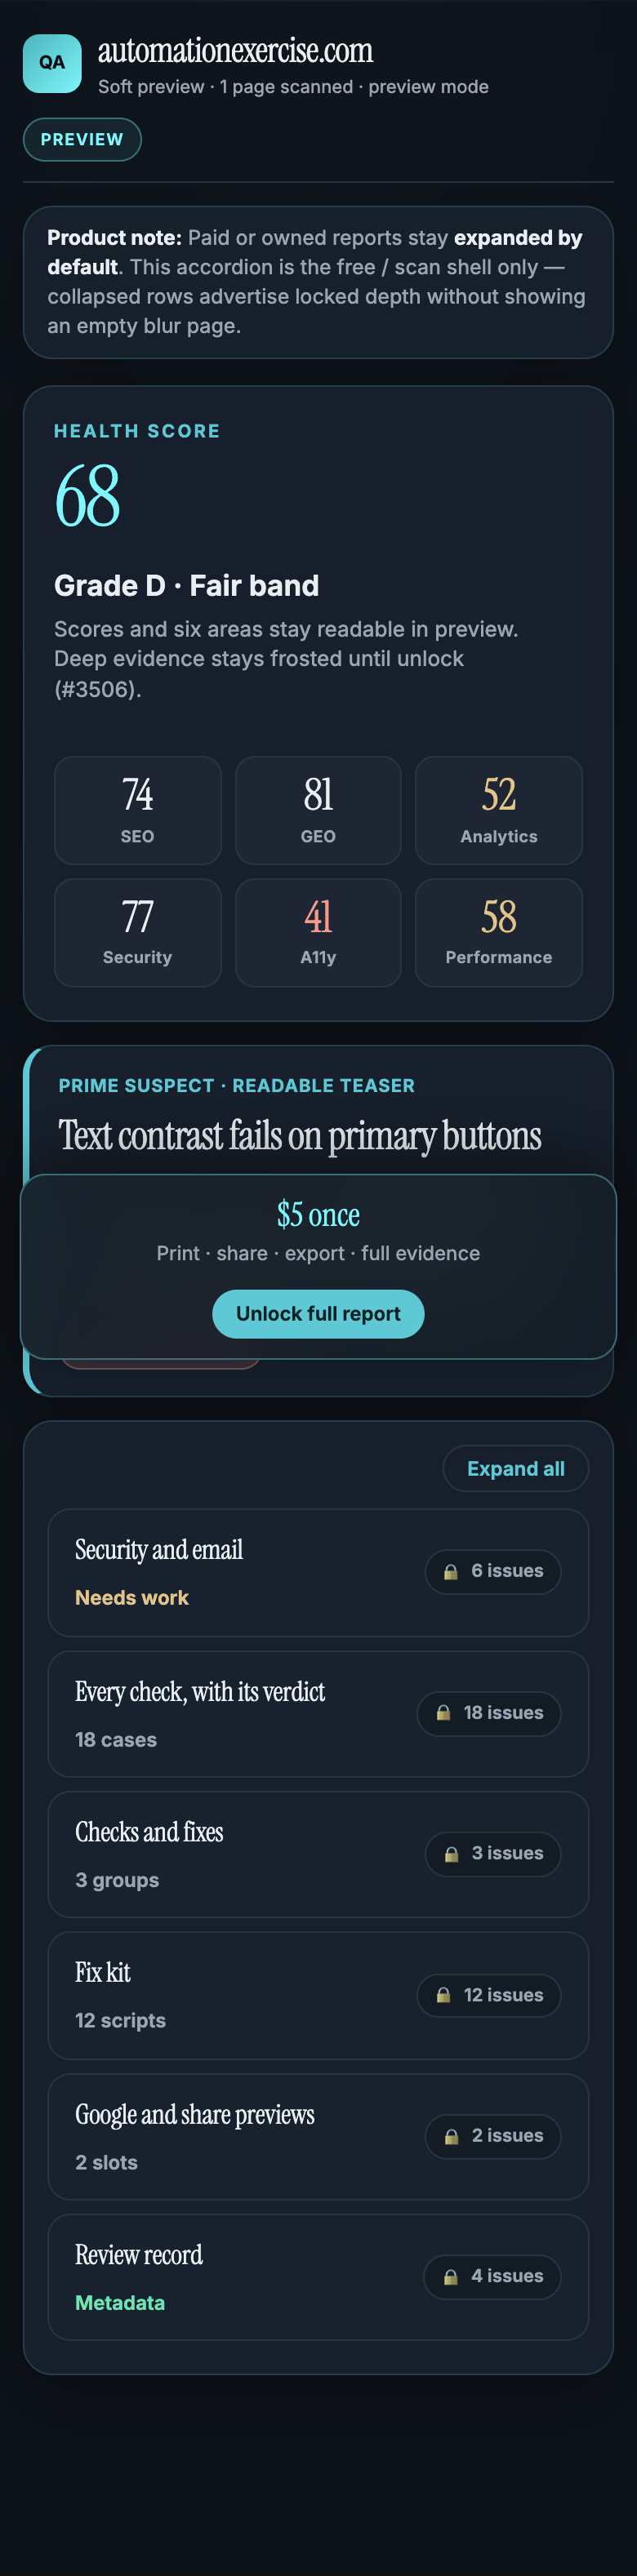 QA
automationexercise.com
Soft preview · 1 page scanned · preview mode
PREVIEW
Product note: Paid or owned reports stay expanded by
default. This accordion is the free / scan shell only —
collapsed rows advertise locked depth without showing
an empty blur page.
HEALTH SCORE
68
Grade D · Fair band
Scores and six areas stay readable in preview.
Deep evidence stays frosted until unlock
(#3506).
74
SEO
81
GEO
52
Analytics
77
Security
41
A11y
58
Performance
PRIME SUSPECT · READABLE TEASER
Text contrast fails on primary buttons
$5 once
Print · share · export · full evidence
Unlock full report
Expand all
Security and email
Needs work
6 issues
Every check, with its verdict
18 cases
18 issues
Checks and fixes
3 groups
3 issues
Fix kit
12 scripts
12 issues
Google and share previews
2 slots
2 issues
Review record
Metadata
4 issues